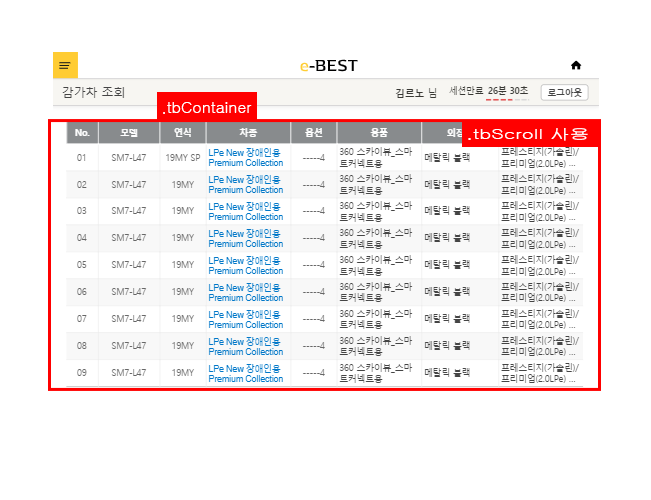 e-BEST
감가차 조회
김르노 님 세션만료 26분 30초 로그아웃
.tbContainer
.tbScroll 사용
No. 모델 연식 차종 옵션 용품
01 SM7-L47 19MY SP LPe New 장애인용 Premium Collection -----4 360 스카이뷰_스마트커넥트용 메탈릭 블랙 프레스티지(가솔린)/프리미엄(2.0LPe) ...
02 SM7-L47 19MY LPe New 장애인용 Premium Collection -----4 360 스카이뷰_스마트커넥트용 메탈릭 블랙 프레스티지(가솔린)/프리미엄(2.0LPe) ...
03 SM7-L47 19MY LPe New 장애인용 Premium Collection -----4 360 스카이뷰_스마트커넥트용 메탈릭 블랙 프레스티지(가솔린)/프리미엄(2.0LPe) ...
04 SM7-L47 19MY LPe New 장애인용 Premium Collection -----4 360 스카이뷰_스마트커넥트용 메탈릭 블랙 프레스티지(가솔린)/프리미엄(2.0LPe) ...
05 SM7-L47 19MY LPe New 장애인용 Premium Collection -----4 360 스카이뷰_스마트커넥트용 메탈릭 블랙 프레스티지(가솔린)/프리미엄(2.0LPe) ...
06 SM7-L47 19MY LPe New 장애인용 Premium Collection -----4 360 스카이뷰_스마트커넥트용 메탈릭 블랙 프레스티지(가솔린)/프리미엄(2.0LPe) ...
07 SM7-L47 19MY LPe New 장애인용 Premium Collection -----4 360 스카이뷰_스마트커넥트용 메탈릭 블랙 프레스티지(가솔린)/프리미엄(2.0LPe) ...
08 SM7-L47 19MY LPe New 장애인용 Premium Collection -----4 360 스카이뷰_스마트커넥트용 메탈릭 블랙 프레스티지(가솔린)/프리미엄(2.0LPe) ...
09 SM7-L47 19MY LPe New 장애인용 Premium Collection -----4 360 스카이뷰_스마트커넥트용 메탈릭 블랙 프레스티지(가솔린)/프리미엄(2.0LPe) ...